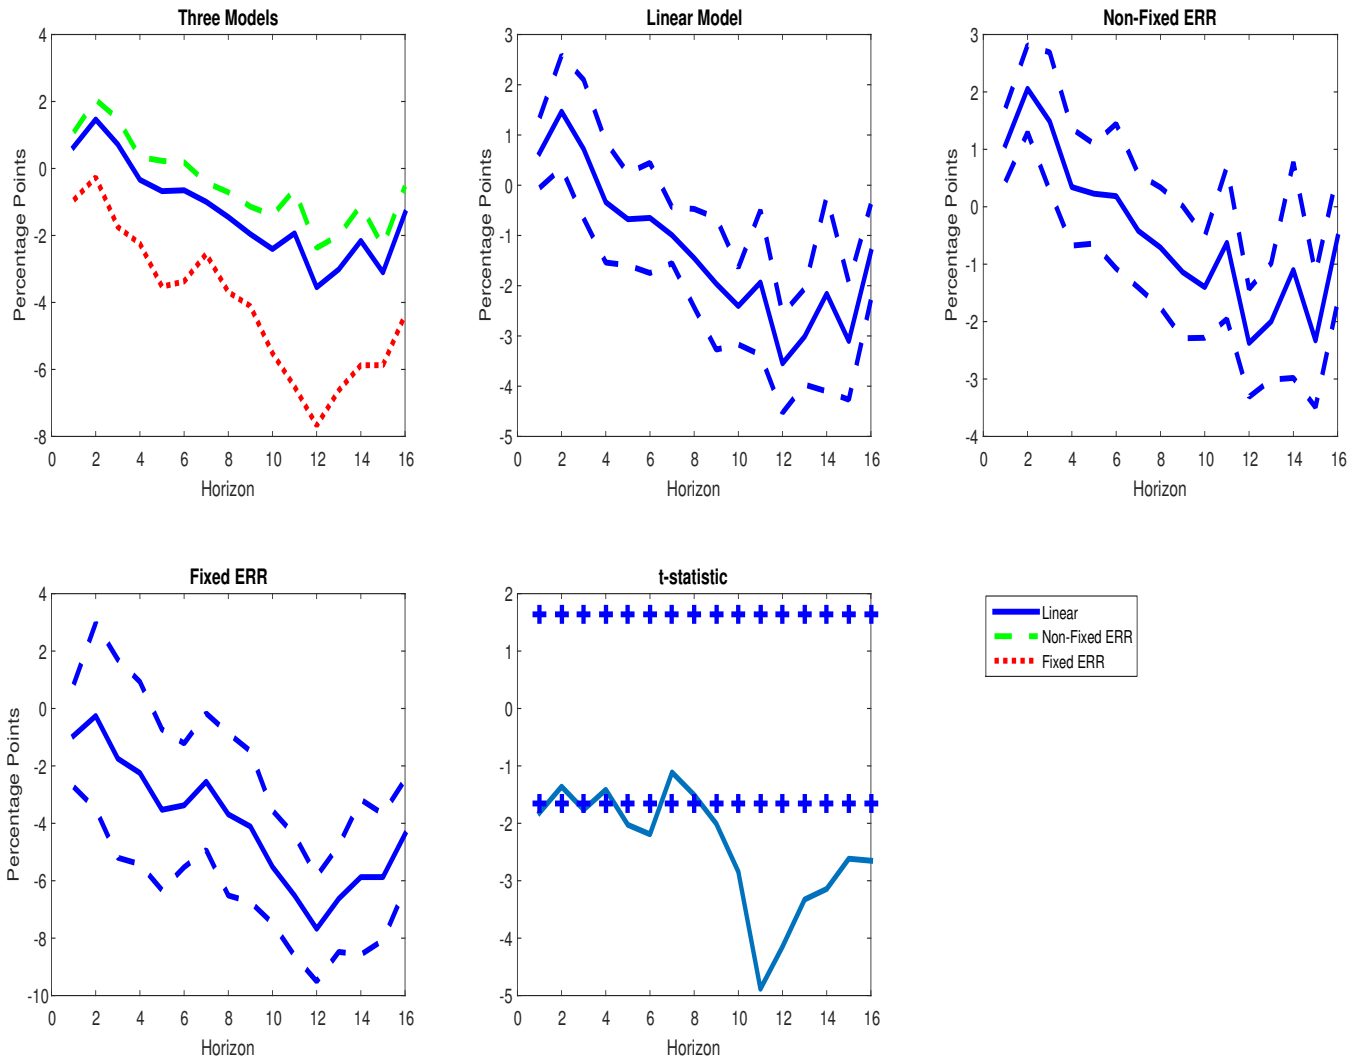 Three Models
4
2
0
-2
-4
-6
-8
Percentage Points
0 2 4 6 8 10 12 14 16
Horizon
Linear Model
3
2
1
0
-1
-2
-3
-4
-5
Percentage Points
0 2 4 6 8 10 12 14 16
Horizon
Non-Fixed ERR
3
2
1
0
-1
-2
-3
-4
Percentage Points
0 2 4 6 8 10 12 14 16
Horizon
Fixed ERR
4
2
0
-2
-4
-6
-8
-10
Percentage Points
0 2 4 6 8 10 12 14 16
Horizon
t-statistic
2
1
0
-1
-2
-3
-4
-5
0 2 4 6 8 10 12 14 16
Horizon
Linear
Non-Fixed ERR
Fixed ERR